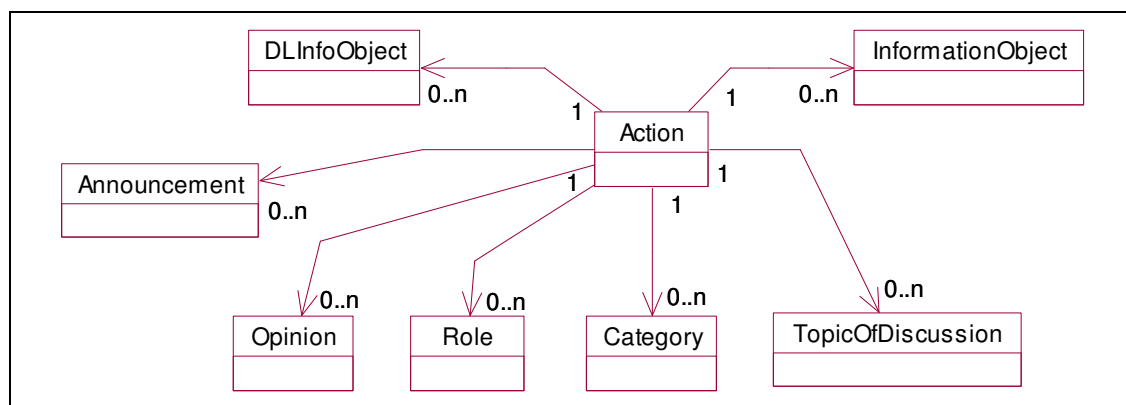 DLInfoObject
InformationObject
0..n
1
1
0..n
Action
Announcement
0..n
1
1
1
0..n
0..n
0..n
0..n
Opinion
Role
Category
TopicOfDiscussion